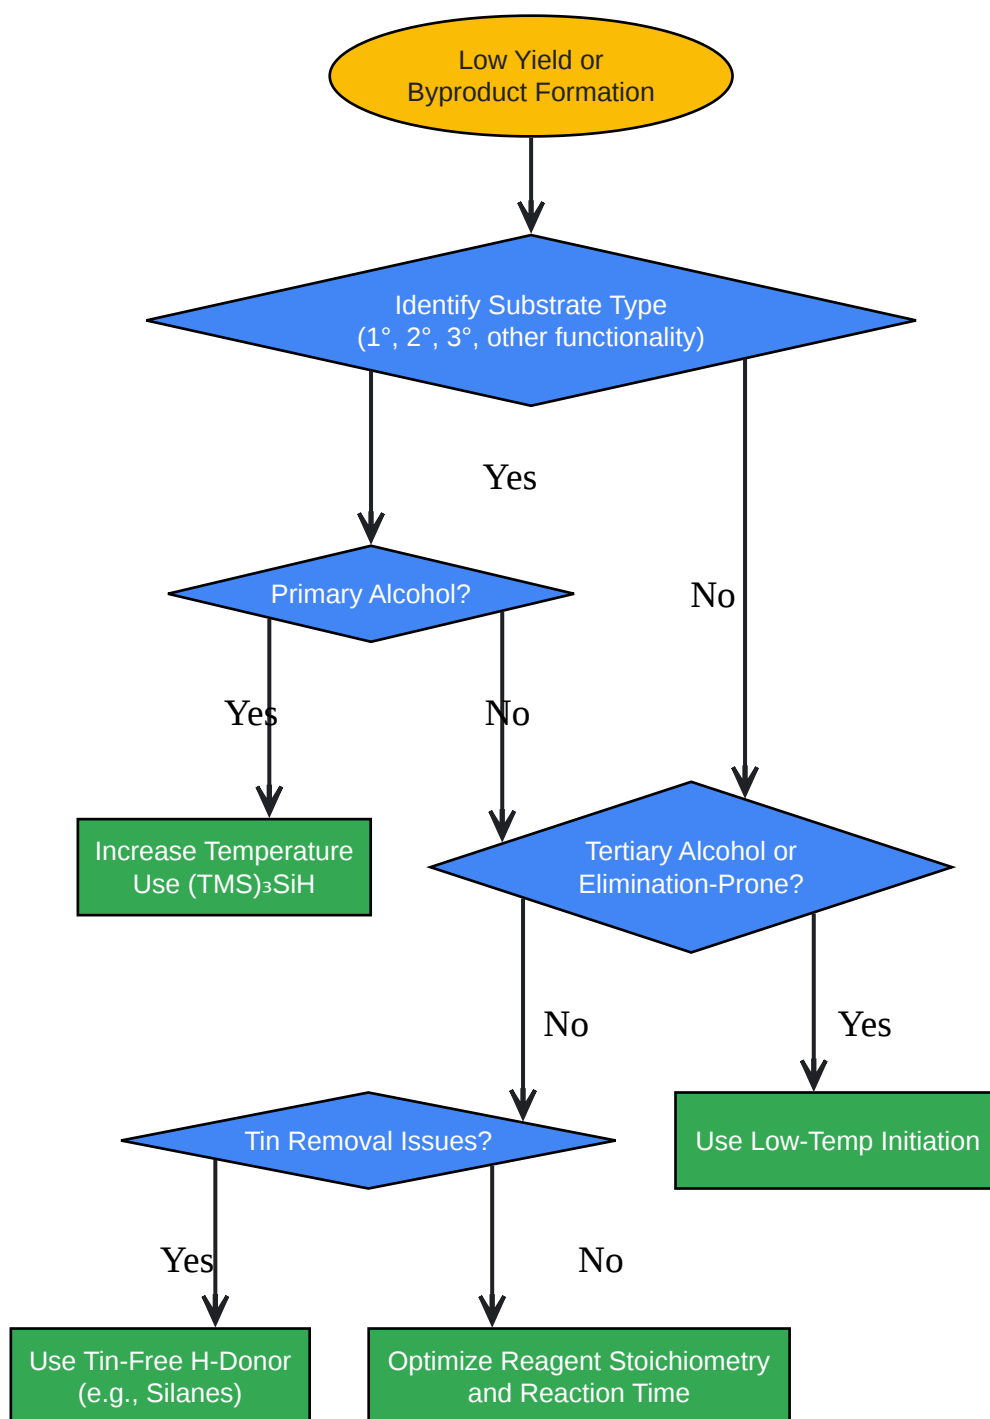 Low Yield or
Byproduct Formation
Identify Substrate Type
(1°, 2°, 3°, other functionality)
Yes
Primary Alcohol?
No
Yes
No
Increase Temperature
Use (TMS)₃SiH
Tertiary Alcohol or
Elimination-Prone?
No
Yes
Tin Removal Issues?
Use Low-Temp Initiation
Yes
No
Use Tin-Free H-Donor
(e.g., Silanes)
Optimize Reagent Stoichiometry
and Reaction Time